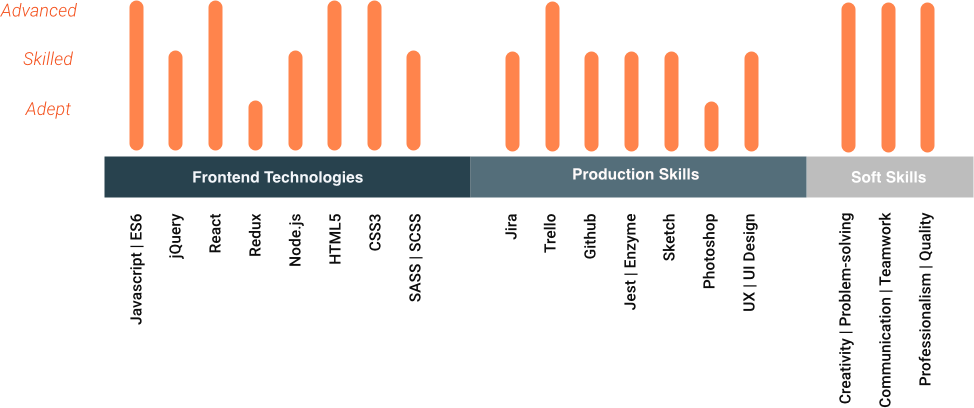 Advanced
Skilled
Adept
Frontend Technologies
Production Skills
Soft Skills
Javascript | ES6
jQuery
React
Redux
Node.js
HTML5
CSS3
SASS | SCSS
Jira
Trello
Github
Jest | Enzyme
Sketch
Photoshop
UX | UI Design
Creativity | Problem-solving
Communication | Teamwork
Professionalism | Quality